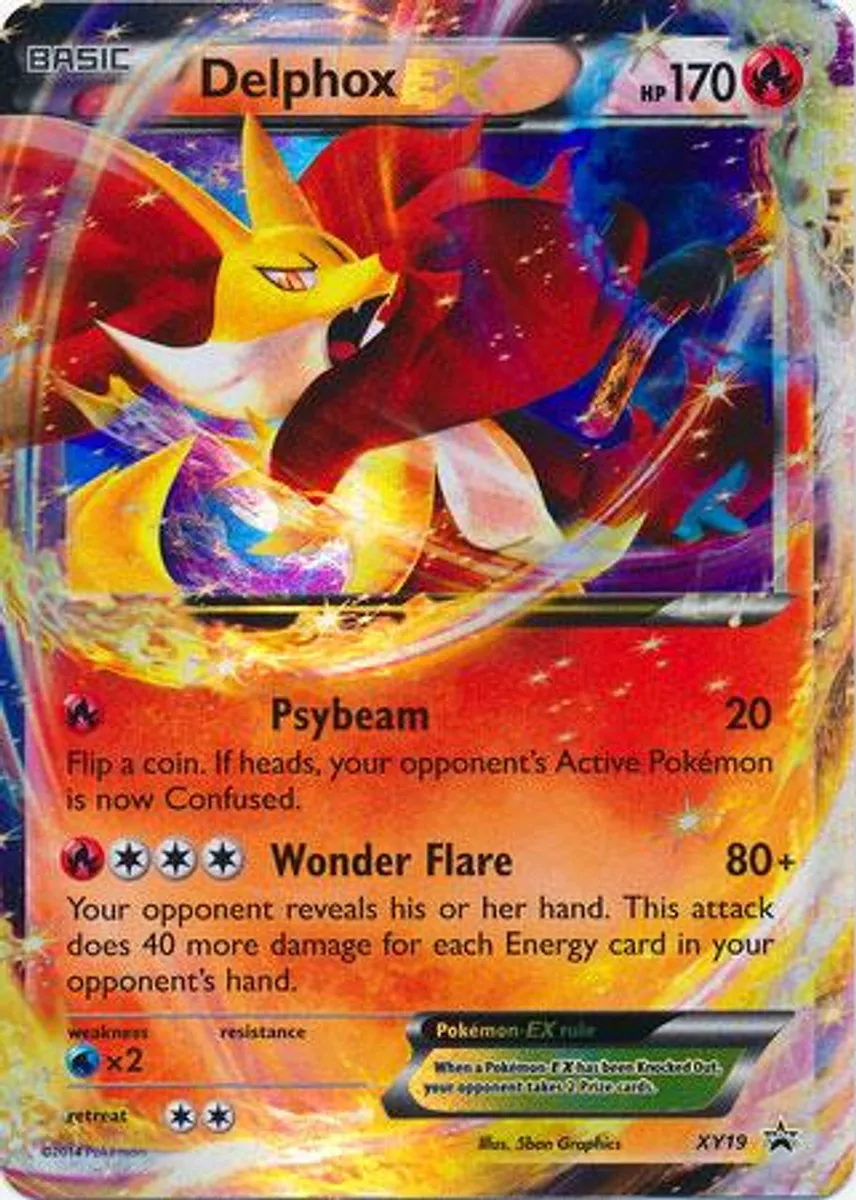 BASIC
Delphox EX
HP 170
Psybeam 20
Flip a coin. If heads, your opponent's Active Pokémon
is now Confused.
Wonder Flare 80+
Your opponent reveals his or her hand. This attack
does 40 more damage for each Energy card in your
opponent's hand.
weakness resistance
×2
Pokémon-EX rule
When a Pokémon-EX has been Knocked Out,
your opponent takes 2 Prize cards.
retreat
©2014 Pokémon
Illus. 5ban Graphics
XY19